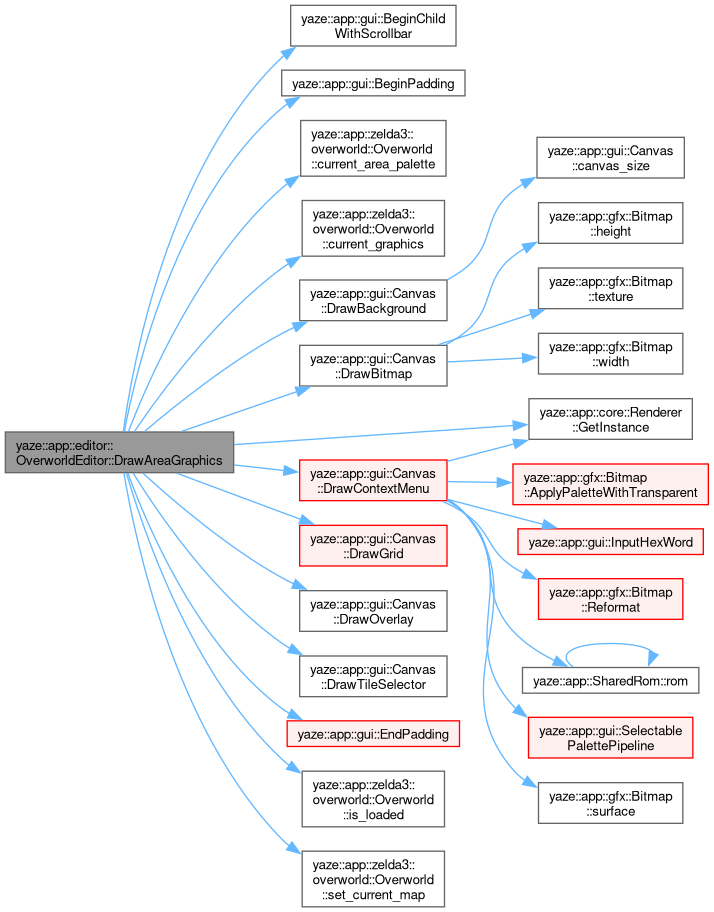 yaze::app::editor::
OverworldEditor::DrawAreaGraphics
yaze::app::gui::BeginChild
WithScrollbar
yaze::app::gui::BeginPadding
yaze::app::zelda3::
overworld::Overworld
::current_area_palette
yaze::app::zelda3::
overworld::Overworld
::current_graphics
yaze::app::gui::Canvas
::DrawBackground
yaze::app::gui::Canvas
::DrawBitmap
yaze::app::gui::Canvas
::DrawContextMenu
yaze::app::gui::Canvas
::DrawGrid
yaze::app::gui::Canvas
::DrawOverlay
yaze::app::gui::Canvas
::DrawTileSelector
yaze::app::gui::EndPadding
yaze::app::zelda3::
overworld::Overworld
::is_loaded
yaze::app::zelda3::
overworld::Overworld
::set_current_map
yaze::app::gui::Canvas
::canvas_size
yaze::app::gfx::Bitmap
::height
yaze::app::gfx::Bitmap
::texture
yaze::app::gfx::Bitmap
::width
yaze::app::core::Renderer
::GetInstance
yaze::app::gfx::Bitmap
::ApplyPaletteWithTransparent
yaze::app::gui::InputHexWord
yaze::app::gfx::Bitmap
::Reformat
yaze::app::SharedRom::rom
yaze::app::gui::Selectable
PalettePipeline
yaze::app::gfx::Bitmap
::surface